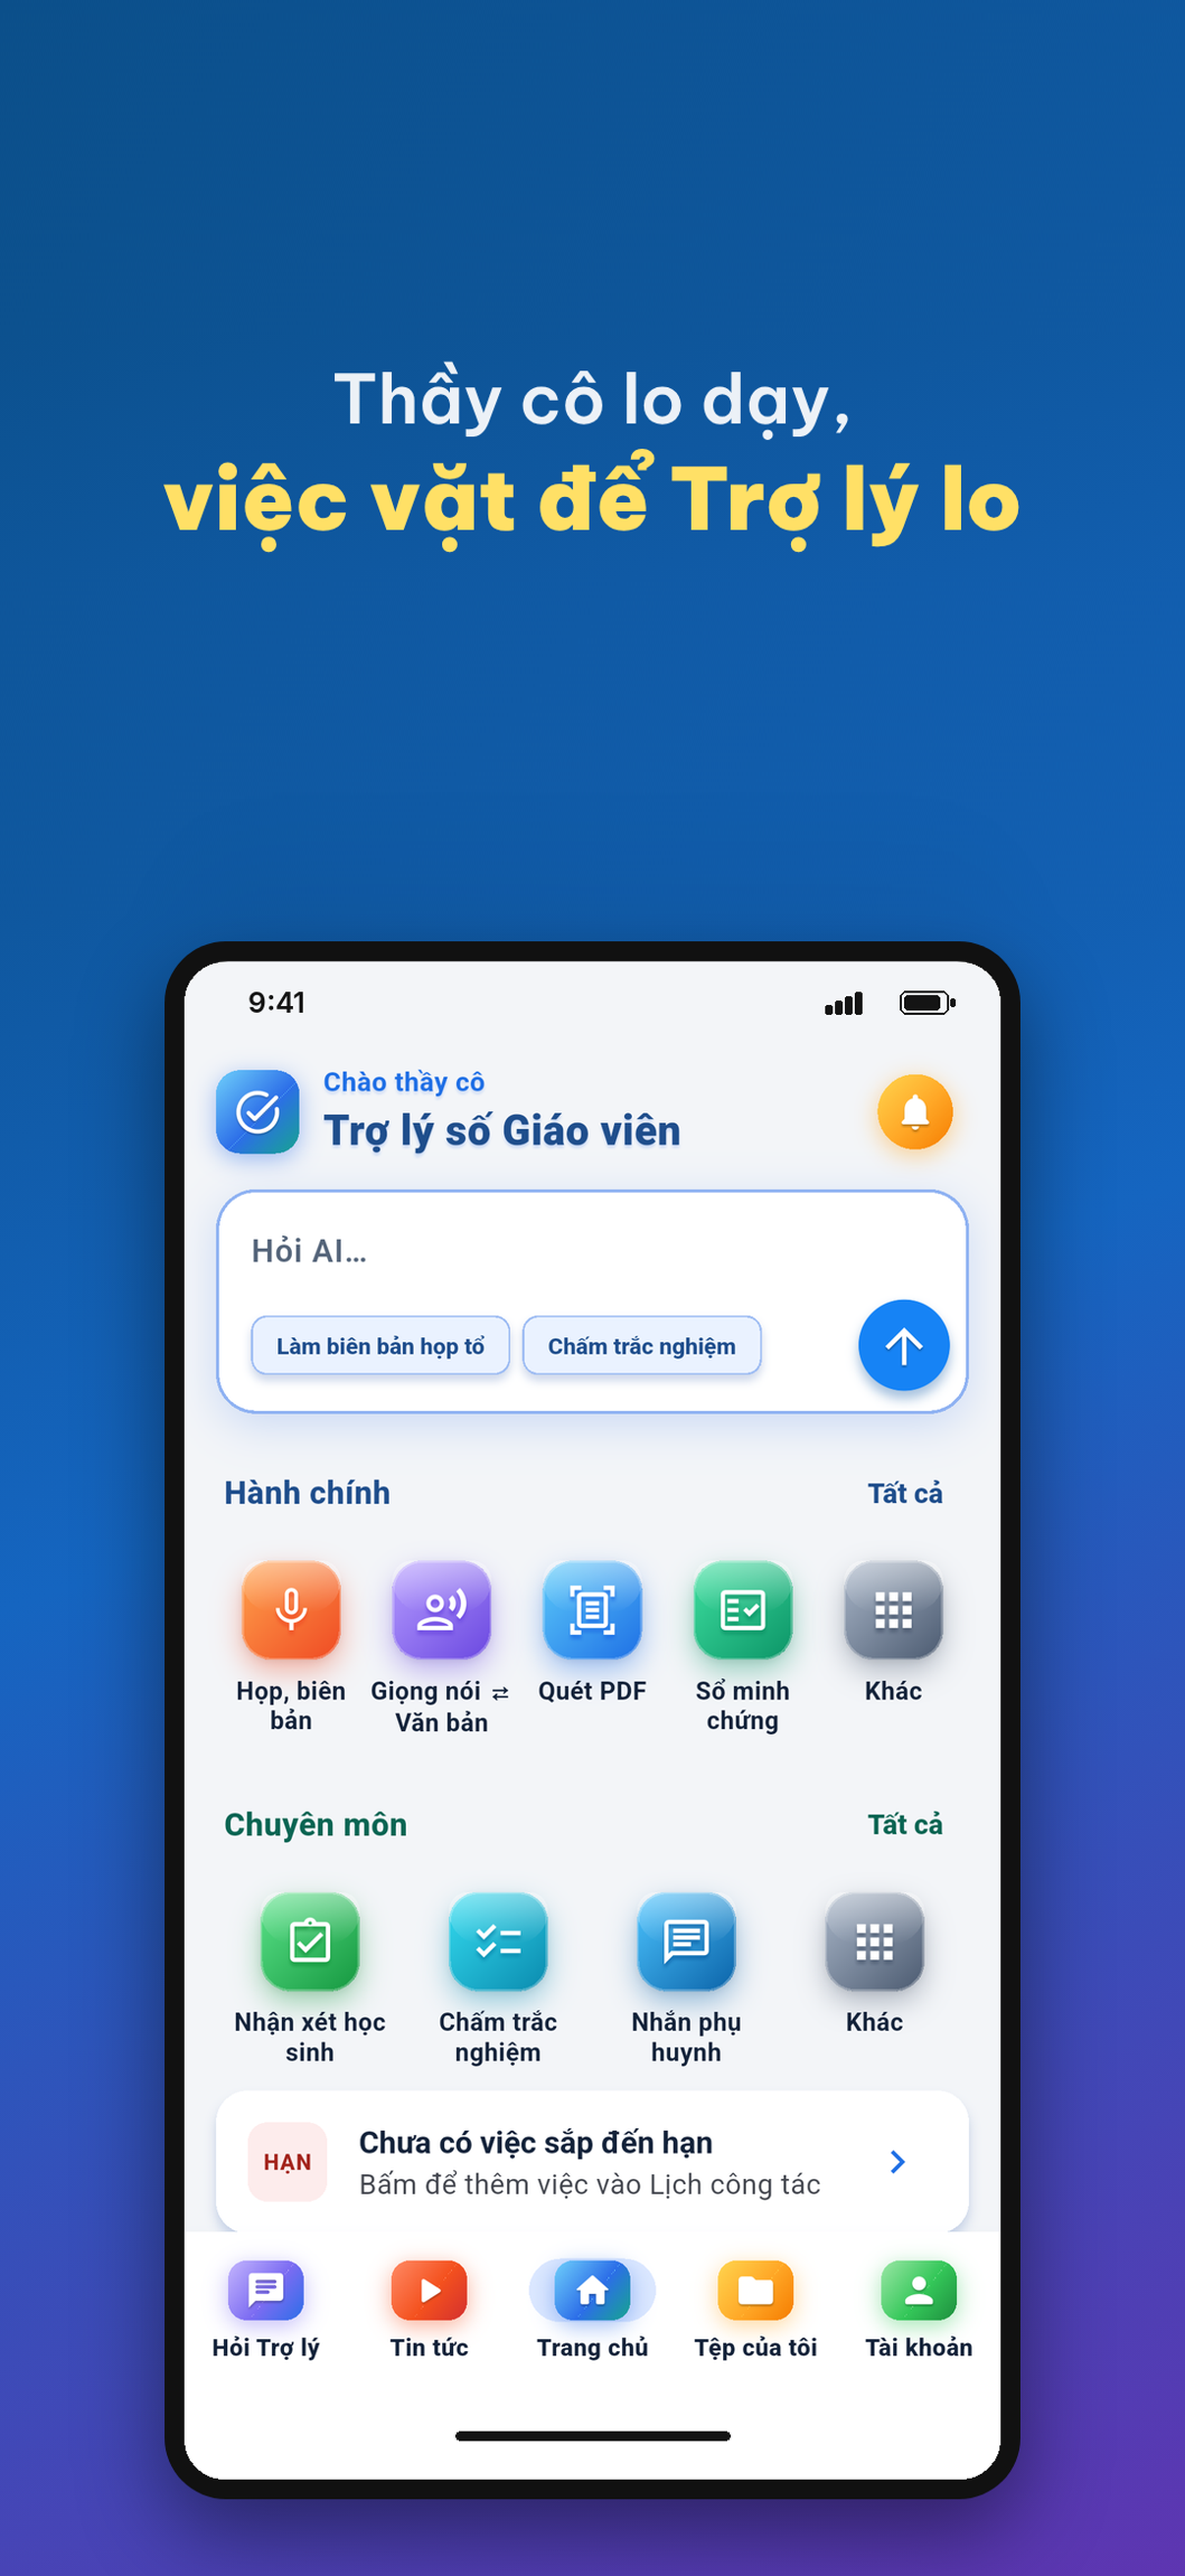 Thầy cô lo dạy,
việc vặt để Trợ lý lo
9:41
Chào thầy cô
Trợ lý số Giáo viên
Hỏi AI...
Làm biên bản họp tổ
Chấm trắc nghiệm
Hành chính
Tất cả
Họp, biên
bản
Giọng nói ⇄
Văn bản
Quét PDF
Sổ minh
chứng
Khác
Chuyên môn
Tất cả
Nhận xét học
sinh
Chấm trắc
nghiệm
Nhắn phụ
huynh
Khác
HẠN
Chưa có việc sắp đến hạn
Bấm để thêm việc vào Lịch công tác
Hỏi Trợ lý
Tin tức
Trang chủ
Tệp của tôi
Tài khoản